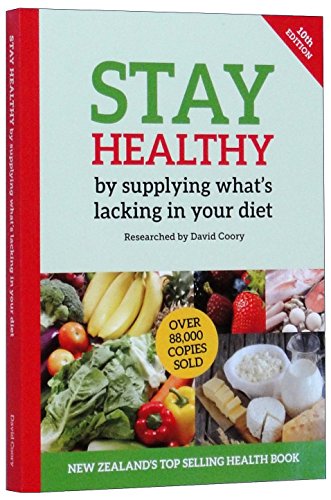 STAY HEALTHY by supplying what's lacking in your diet
David Coory
10th
EDITION
STAY
HEALTHY
by supplying what's
lacking in your diet
Researched by David Coory
OVER
88,000
COPIES
SOLD
NEW ZEALAND'S TOP SELLING HEALTH BOOK